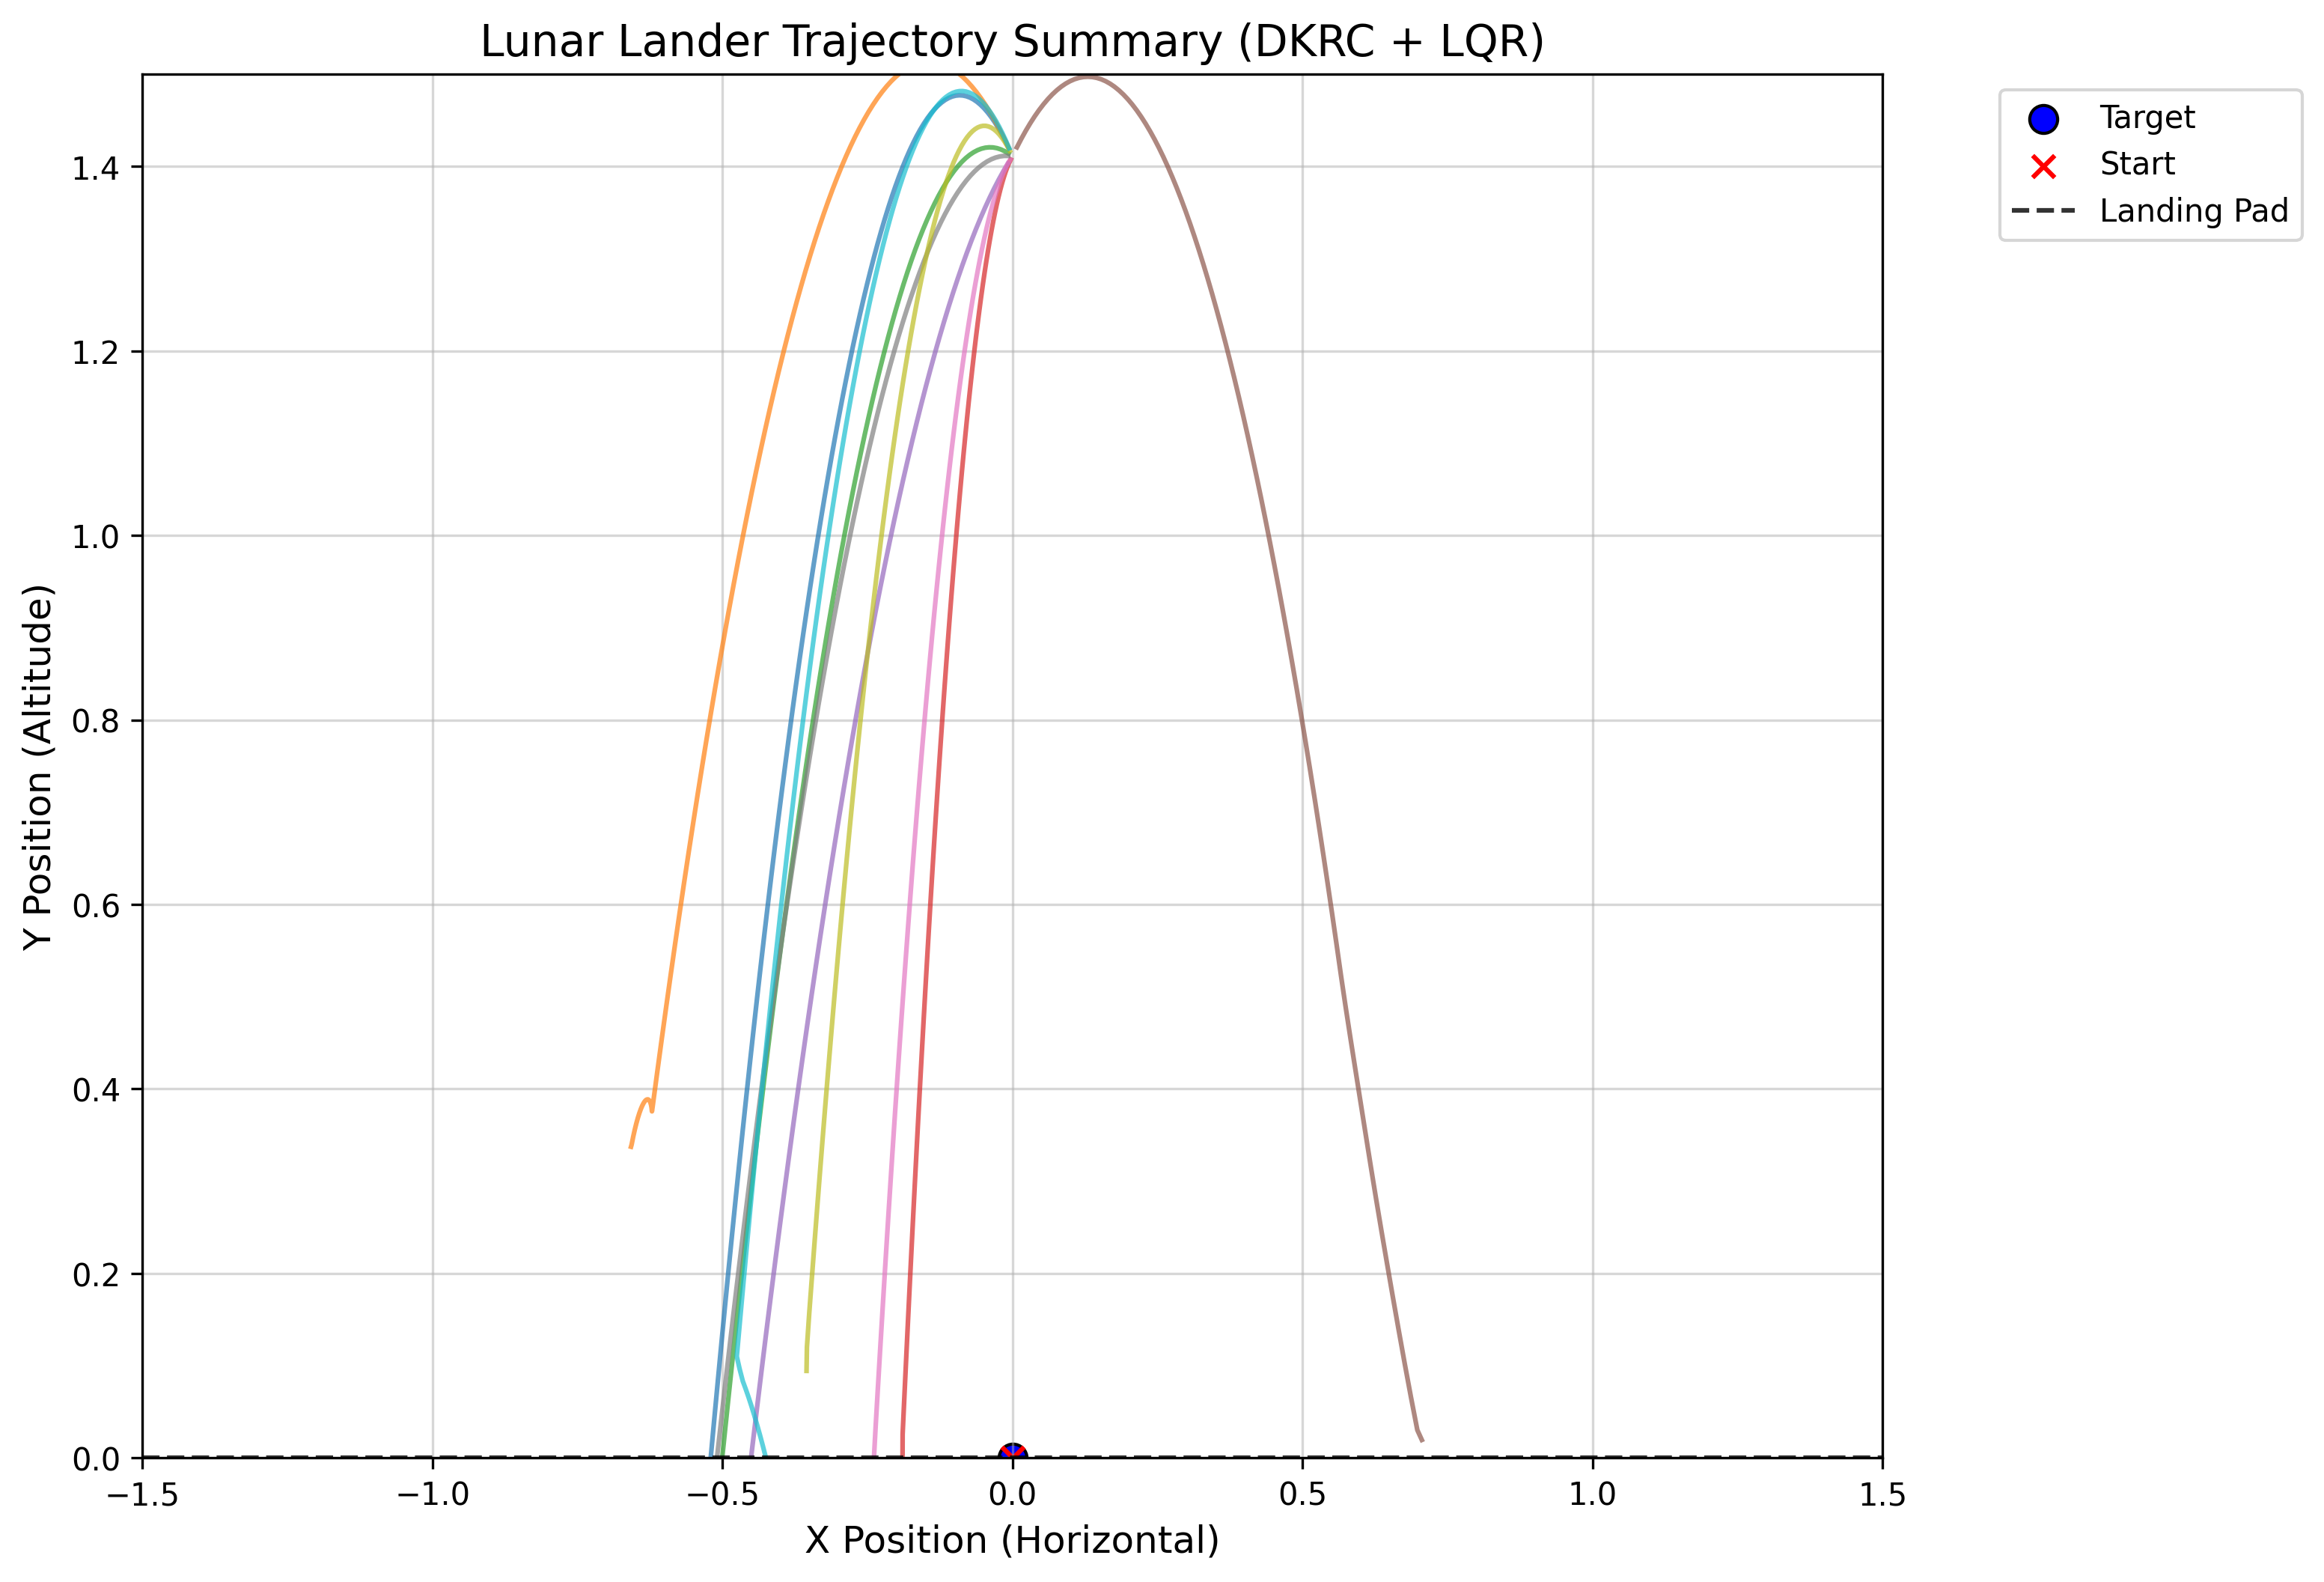 Lunar Lander Trajectory Summary (DKRC + LQR)
Target
Start
Landing Pad
Y Position (Altitude)
1.4
1.2
1.0
0.8
0.6
0.4
0.2
0.0
−1.5
−1.0
−0.5
0.0
0.5
1.0
1.5
X Position (Horizontal)